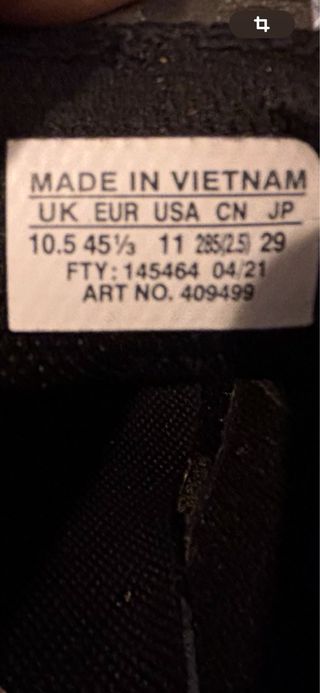 MADE IN VIETNAM
UK EUR USA CN JP
10.5 45⅓ 11 285(2.5) 29
FTY: 145464 04/21
ART NO. 409499